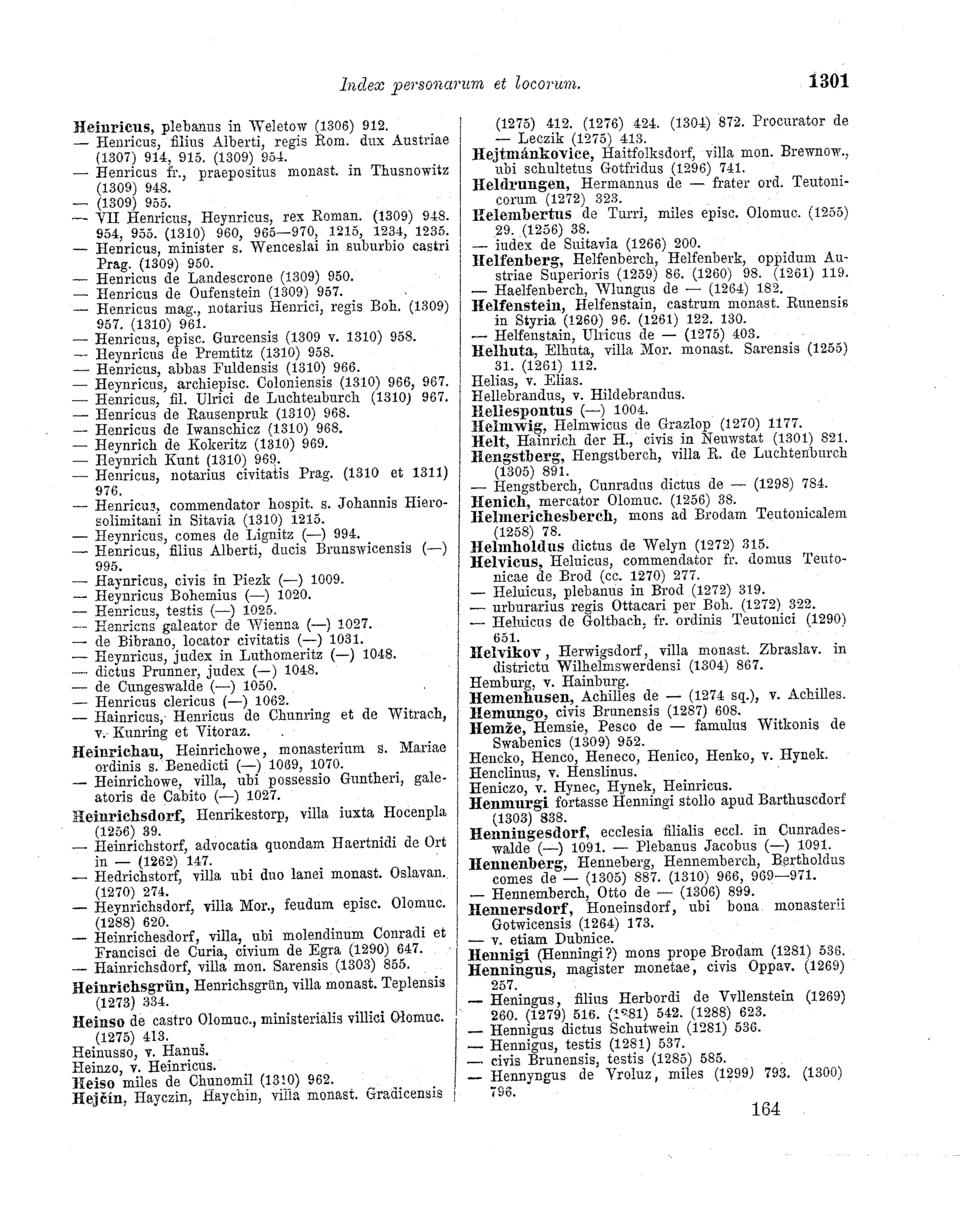 Index personarum et locorum.
1301
Heinricus, plebanus in Weletow (1306) 912.
— Henricus, filius Alberti, regis Rom. dux Austriae
(1307) 914, 915. (1309) 954.
— Henricus fr., praepositus monast. in Thusnowitz
(1309) 948.
— (1309) 955.
— VII Henricus, Heynricus, rex Roman. (1309) 948.
954, 955. (1310) 960, 965—970, 1215, 1234, 1235.
— Henricus, minister s. Wenceslai in suburbio castri
Prag. (1309) 950.
— Henricus de Landescrone (1309) 950.
— Henricus de Oufenstein (1309) 957.
— Henricus mag., notarius Henrici, regis Boh. (1309)
957. (1310) 961.
— Henricus, episc. Gurcensis (1309 v. 1310) 958.
— Heynricus de Premtitz (1310) 958.
— Henricus, abbas Fuldensis (1310) 966.
— Heynricus, archiepisc. Coloniensis (1310) 966, 967.
— Henricus, fil. Ulrici de Luchtenburch (1310) 967.
— Henricus de Rausenpruk (1310) 968.
— Henricus de Iwanschicz (1310) 968.
— Heynrich de Kokeritz (1310) 969.
— Heynrich Kunt (1310) 969.
— Henricus, notarius civitatis Prag. (1310 et 1311)
976.
— Henricus, commendator hospit. s. Johannis Hiero-
solimitani in Sitavia (1310) 1215.
— Heynricus, comes de Lignitz (—) 994.
— Henricus, filius Alberti, ducis Brunswicensis (—)
995.
— Haynricus, civis in Piezk (—) 1009.
— Heynricus Bohemius (—) 1020.
— Henricus, testis (—) 1025.
— Henricns galeator de Wienna (—) 1027.
— de Bibrano, locator civitatis (—) 1031.
— Heynricus, judex in Luthomeritz (—) 1048.
— dictus Prunner, judex (—) 1048.
— de Cungeswalde (—) 1050.
— Henricus clericus (—) 1062.
— Hainricus, Henricus de Chunring et de Witrach,
v. Kunring et Vitoraz.
Heinrichau, Heinrichowe, monasterium s. Mariae
ordinis s. Benedicti (—) 1069, 1070.
— Heinrichowe, villa, ubi possessio Guntheri, gale-
atoris de Cabito (—) 1027.
Heinrichsdorf, Henrikestorp, villa iuxta Hocenpla
(1256) 39.
— Heinrichstorf, advocatia quondam Haertnidi de Ort
in — (1262) 147.
— Hedrichstorf, villa ubi duo lanei monast. Oslavan.
(1270) 274.
— Heynrichsdorf, villa Mor., feudum episc. Olomuc.
(1288) 620.
— Heinrichesdorf, villa, ubi molendinum Conradi et
Francisci de Curia, civium de Egra (1290) 647.
— Hainrichsdorf, villa mon. Sarensis (1303) 855.
Heinrichsgrün, Henrichsgrün, villa monast. Teplensis
(1273) 334.
Heinso de castro Olomuc., ministerialis villici Olomuc.
(1275) 413.
Heinusso, v. Hanuš.
Heinzo, v. Heinricus.
Heiso miles de Chunomil (1310) 962.
Hejčín, Hayczin, Haychin, villa monast. Gradicensis
(1275) 412. (1276) 424. (1304) 872. Procurator de
— Leczik (1275) 413.
Hejtmánkovice, Haitfolksdorf, villa mon. Brewnow.,
ubi schultetus Gotfridus (1296) 741.
Heldrungen, Hermannus de — frater ord. Teutoni-
corum (1272) 323.
Helembertus de Turri, miles episc. Olomuc. (1255)
29. (1256) 38.
— iudex de Suitavia (1266) 200.
Helfenberg, Helfenberch, Helfenberk, oppidum Au-
striae Superioris (1259) 86. (1260) 98. (1261) 119.
— Haelfenberch, Wlungus de — (1264) 182.
Helfenstein, Helfenstain, castrum monast. Runensis
in Styria (1260) 96. (1261) 122. 130.
— Helfenstain, Ulricus de — (1275) 403.
Helhuta, Elhuta, villa Mor. monast. Sarensis (1255)
31. (1261) 112.
Helias, v. Elias.
Hellebrandus, v. Hildebrandus.
Hellespontus (—) 1004.
Helmwig, Helmwicus de Grazlop (1270) 1177.
Helt, Hainrich der H., civis in Neuwstat (1301) 821.
Hengstberg, Hengstberch, villa R. de Luchtenburch
(1305) 891.
— Hengstberch, Cunradus dictus de — (1298) 784.
Henich, mercator Olomuc. (1256) 38.
Helmerichesberch, mons ad Brodam Teutonicalem
(1258) 78.
Helmholdus dictus de Welyn (1272) 315.
Helvicus, Heluicus, commendator fr. domus Teuto-
nicae de Brod (cc. 1270) 277.
— Heluicus, plebanus in Brod (1272) 319.
— urburarius regis Ottacari per Boh. (1272) 322.
— Heluicus de Goltbach, fr. ordinis Teutonici (1290)
651.
Helvikov, Herwigsdorf, villa monast. Zbraslav. in
districtu Wilhelmswerdensi (1304) 867.
Hemburg, v. Hainburg.
Hemenhusen, Achilles de — (1274 sq.), v. Achilles.
Hemungo, civis Brunensis (1287) 608.
Hemže, Hemsie, Pesco de — famulus Witkonis de
Swabenics (1309) 952.
Hencko, Henco, Heneco, Henico, Henko, v. Hynek.
Henclinus, v. Henslinus.
Heniczo, v. Hynec, Hynek, Heinricus.
Henmurgi fortasse Henningi stollo apud Barthusedorf
(1303) 838.
Henningesdorf, ecclesia filialis eccl. in Cunrades-
walde (—) 1091. — Plebanus Jacobus (—) 1091.
Hennenberg, Henneberg, Hennemberch, Bertholdus
comes de — (1305) 887. (1310) 966, 969—971.
— Hennemberch, Otto de — (1306) 899.
Hennersdorf, Honeinsdorf, ubi bona monasterii
Gotwicensis (1264) 173.
— v. etiam Dubnice.
Hennigi (Henningi?) mons prope Brodam (1281) 536.
Henningus, magister monetae, civis Oppav. (1269)
257.
— Heningus, filius Herbordi de Vvllenstein (1269)
260. (1279) 516. (1281) 542. (1288) 623.
— Hennigus dictus Schutwein (1281) 536.
— Hennigus, testis (1281) 537.
— civis Brunensis, testis (1285) 585.
— Hennyngus de Vroluz, miles (1299) 793. (1300)
796.
164